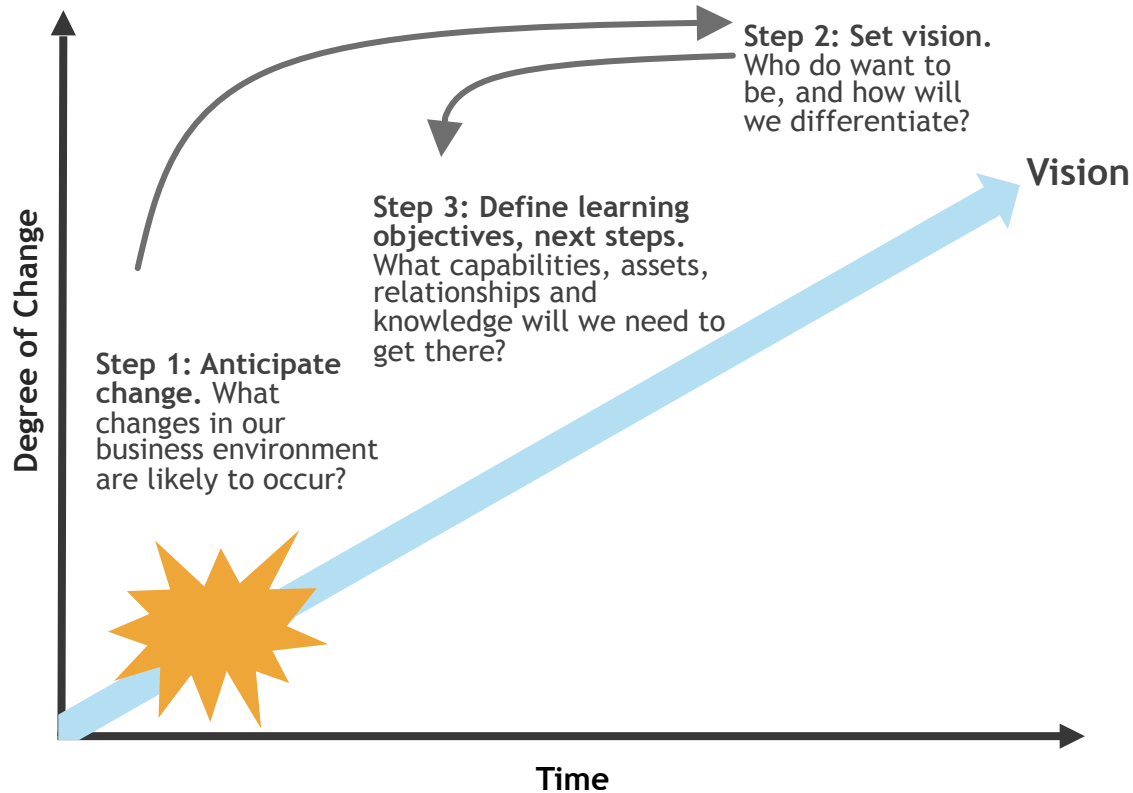 Step 2: Set vision.
Who do want to
be, and how will
we differentiate?
Vision
Step 3: Define learning
objectives, next steps.
What capabilities, assets,
relationships and
knowledge will we need to
get there?
Step 1: Anticipate
change. What
changes in our
business environment
are likely to occur?
Degree of Change
Time